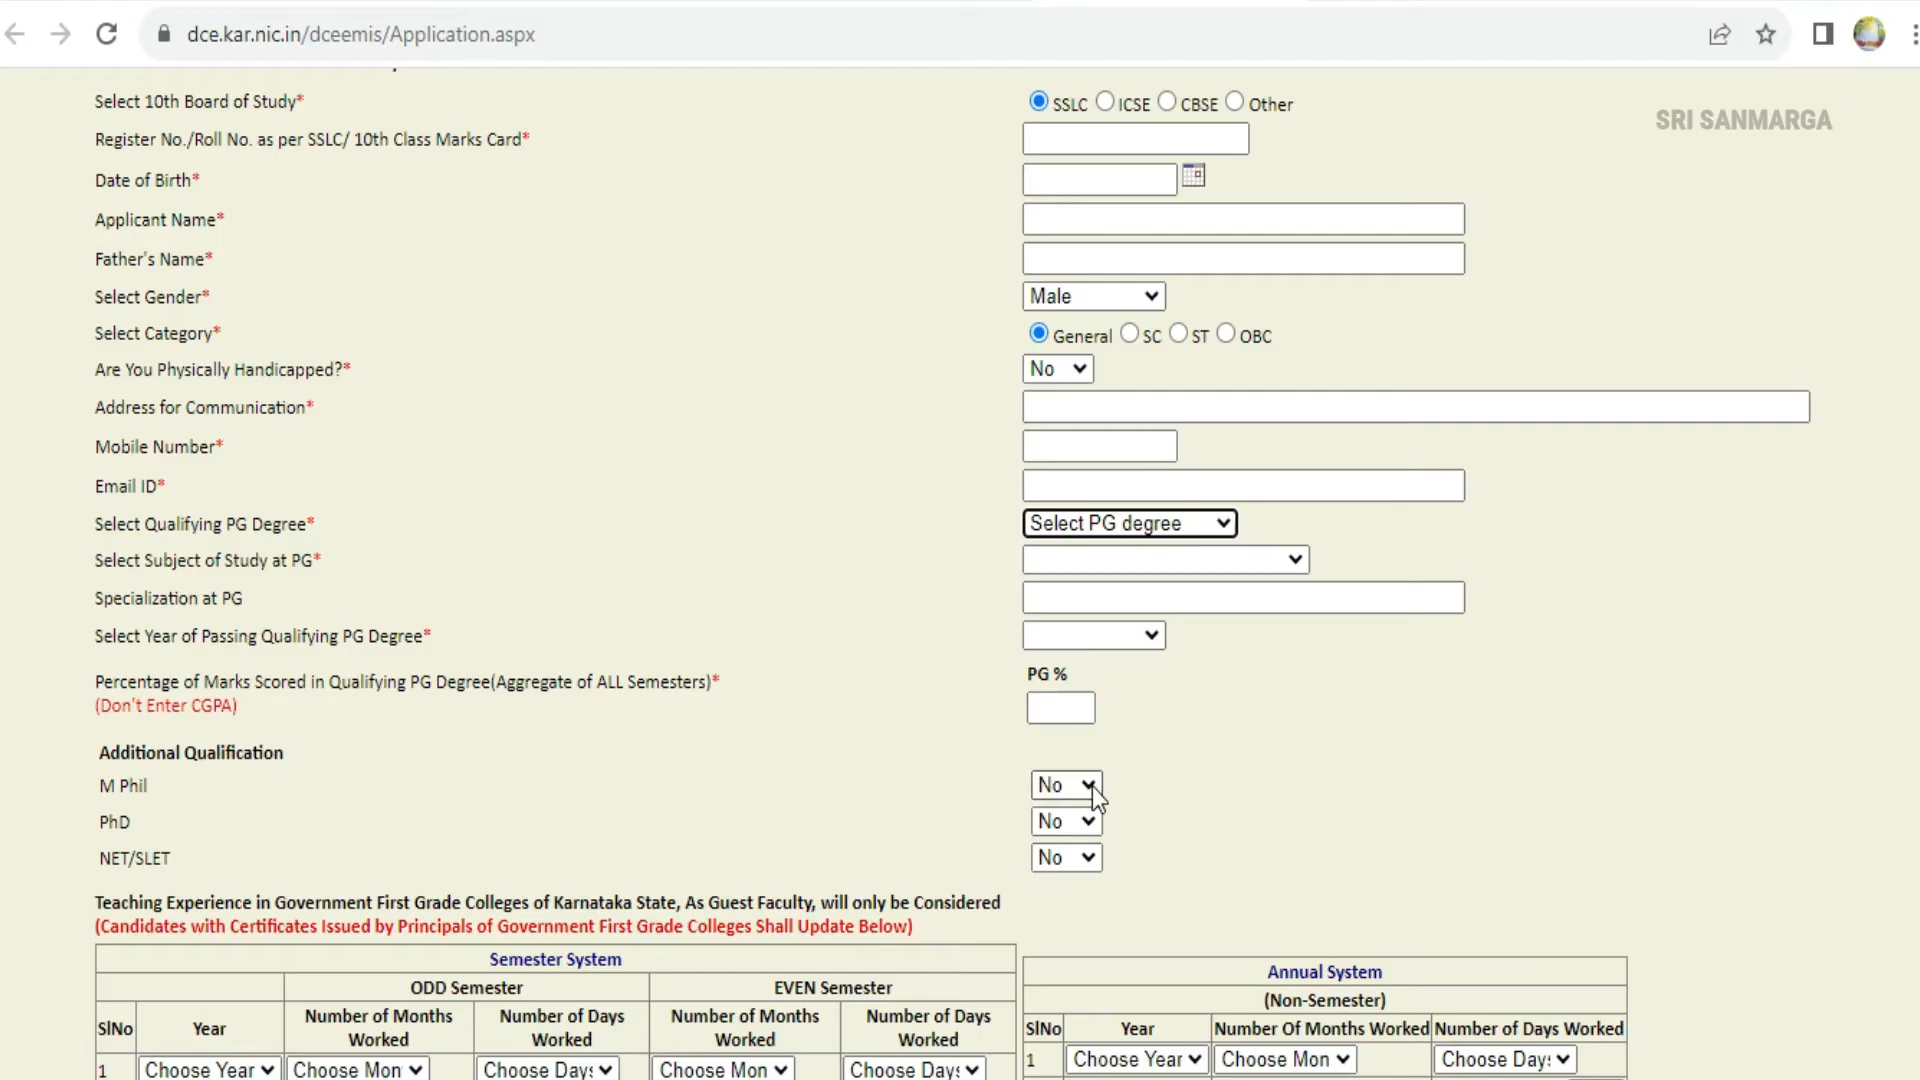 dce.kar.nic.in/dceemis/Application.aspx
SRI SANMARGA
Select 10th Board of Study* SSLC ICSE CBSE Other
Register No./Roll No. as per SSLC/ 10th Class Marks Card*
Date of Birth*
Applicant Name*
Father's Name*
Select Gender* Male
Select Category* General SC ST OBC
Are You Physically Handicapped?* No
Address for Communication*
Mobile Number*
Email ID*
Select Qualifying PG Degree* Select PG degree
Select Subject of Study at PG*
Specialization at PG
Select Year of Passing Qualifying PG Degree*
PG %
Percentage of Marks Scored in Qualifying PG Degree(Aggregate of ALL Semesters)*
(Don't Enter CGPA)
Additional Qualification
M Phil No
PhD No
NET/SLET No
Teaching Experience in Government First Grade Colleges of Karnataka State, As Guest Faculty, will only be Considered
(Candidates with Certificates Issued by Principals of Government First Grade Colleges Shall Update Below)
Semester System
ODD Semester EVEN Semester
SlNo Year Number of Months Worked Number of Days Worked Number of Months Worked Number of Days Worked
1 Choose Year Choose Mon Choose Days Choose Mon Choose Days
Annual System
(Non-Semester)
SlNo Year Number Of Months Worked Number of Days Worked
1 Choose Year Choose Mon Choose Days